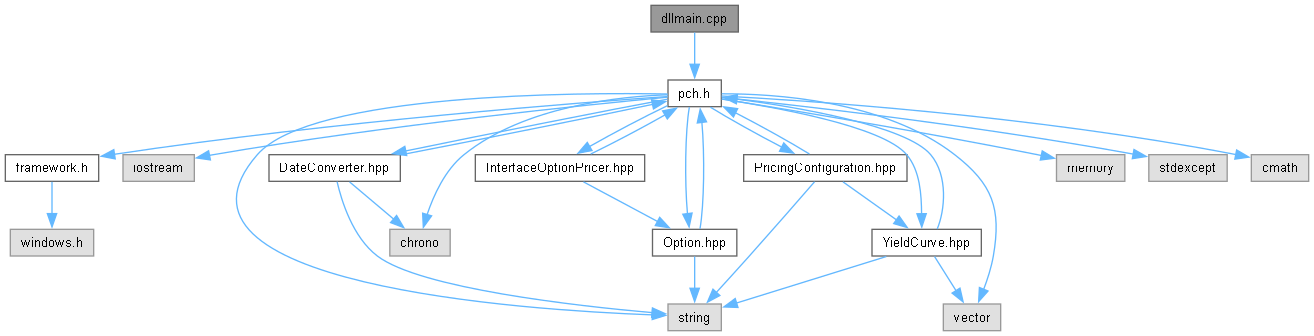 dllmain.cpp
pch.h
framework.h
iostream
DateConverter.hpp
InterfaceOptionPricer.hpp
PricingConfiguration.hpp
memory
stdexcept
cmath
windows.h
chrono
Option.hpp
YieldCurve.hpp
string
vector